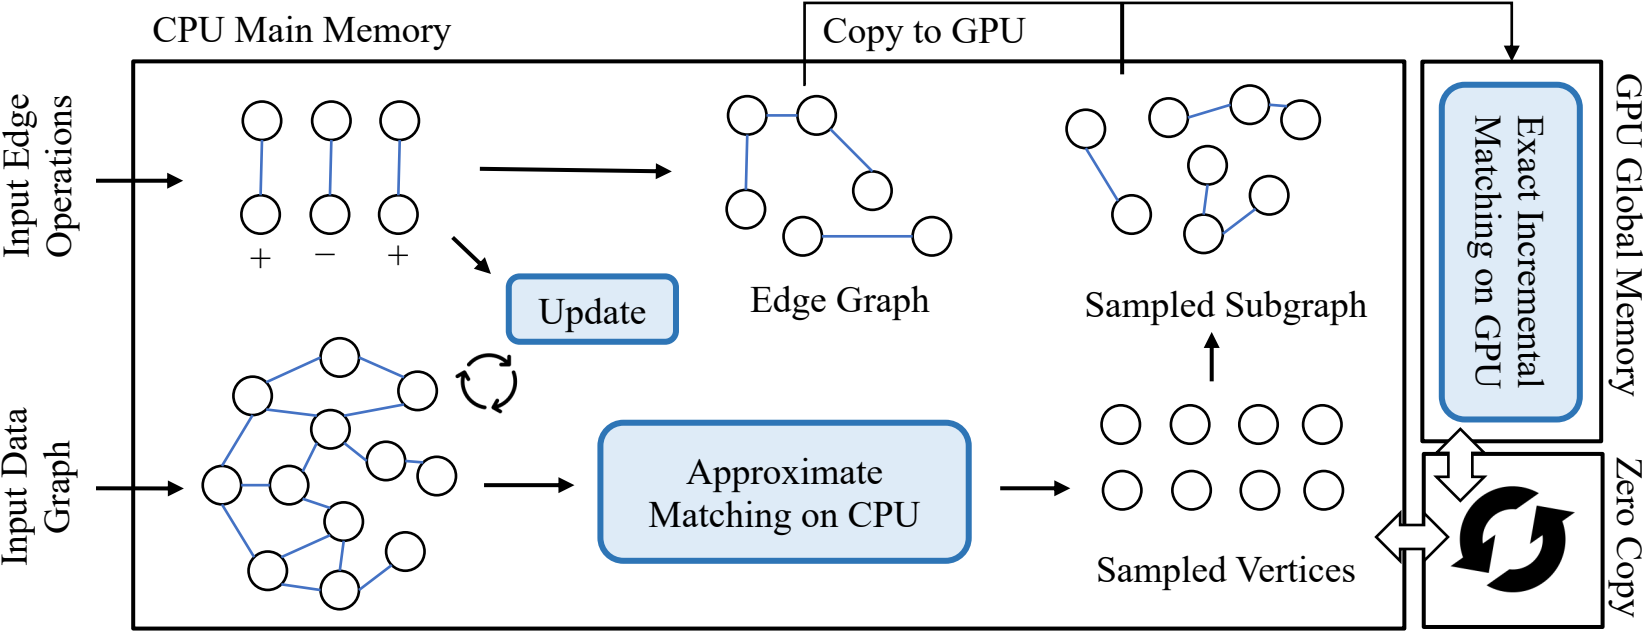 CPU Main Memory
Copy to GPU
Input Edge
Operations
+ − +
Update
Edge Graph
Sampled Subgraph
Exact Incremental
Matching on GPU
GPU Global Memory
Input Data
Graph
Approximate
Matching on CPU
Sampled Vertices
Zero Copy